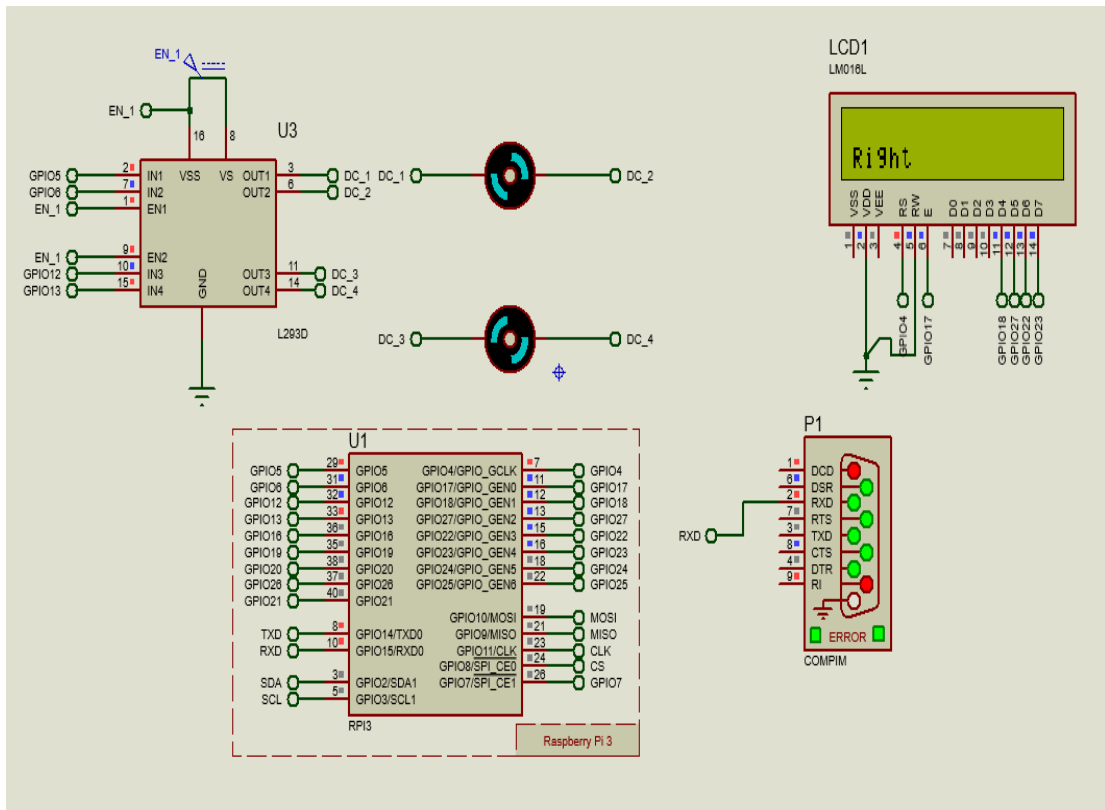 EN_1
EN_1
16 8
U3
GPIO5 2 IN1 VSS VS OUT1 3 DC_1
GPIO6 7 IN2 OUT2 6 DC_2
EN_1 1 EN1
EN_1 9 EN2
GPIO12 10 IN3 OUT3 11 DC_3
GPIO13 15 IN4 GND OUT4 14 DC_4
L293D
DC_1 DC_2
DC_3 DC_4
LCD1
LM016L
Right
VSS VDD VEE RS RW E D0 D1 D2 D3 D4 D5 D6 D7
1 2 3 4 5 6 7 8 9 10 11 12 13 14
GPIO4 GPIO17 GPIO18 GPIO27 GPIO22 GPIO23
U1
GPIO5 29 GPIO5 GPIO4/GPIO_GCLK 7 GPIO4
GPIO6 31 GPIO6 GPIO17/GPIO_GEN0 11 GPIO17
GPIO12 32 GPIO12 GPIO18/GPIO_GEN1 12 GPIO18
GPIO13 33 GPIO13 GPIO27/GPIO_GEN2 13 GPIO27
GPIO16 36 GPIO16 GPIO22/GPIO_GEN3 15 GPIO22
GPIO19 35 GPIO19 GPIO23/GPIO_GEN4 16 GPIO23
GPIO20 38 GPIO20 GPIO24/GPIO_GEN5 18 GPIO24
GPIO26 37 GPIO26 GPIO25/GPIO_GEN6 22 GPIO25
GPIO21 40 GPIO21
GPIO10/MOSI 19 MOSI
TXD 8 GPIO14/TXD0 GPIO9/MISO 21 MISO
RXD 10 GPIO15/RXD0 GPIO11/CLK 23 CLK
GPIO8/SPI_CE0 24 CS
SDA 3 GPIO2/SDA1 GPIO7/SPI_CE1 26 GPIO7
SCL 5 GPIO3/SCL1
RPI3
Raspberry Pi 3
P1
1 DCD
6 DSR
2 RXD
7 RTS
RXD 3 TXD
8 CTS
4 DTR
9 RI
ERROR
COMPIM